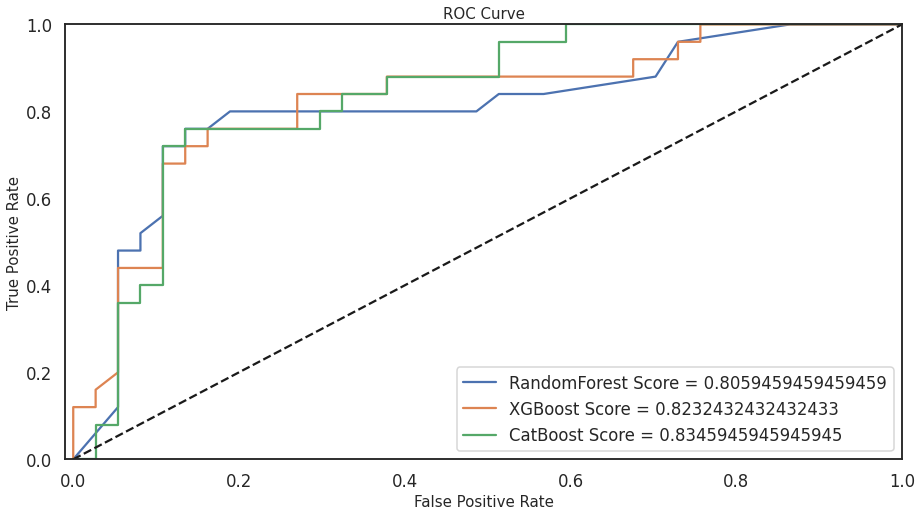 ROC Curve
1.0
0.8
0.6
0.4
0.2
0.0
True Positive Rate
RandomForest Score = 0.8059459459459459
XGBoost Score = 0.8232432432432433
CatBoost Score = 0.8345945945945945
0.0 0.2 0.4 0.6 0.8 1.0
False Positive Rate